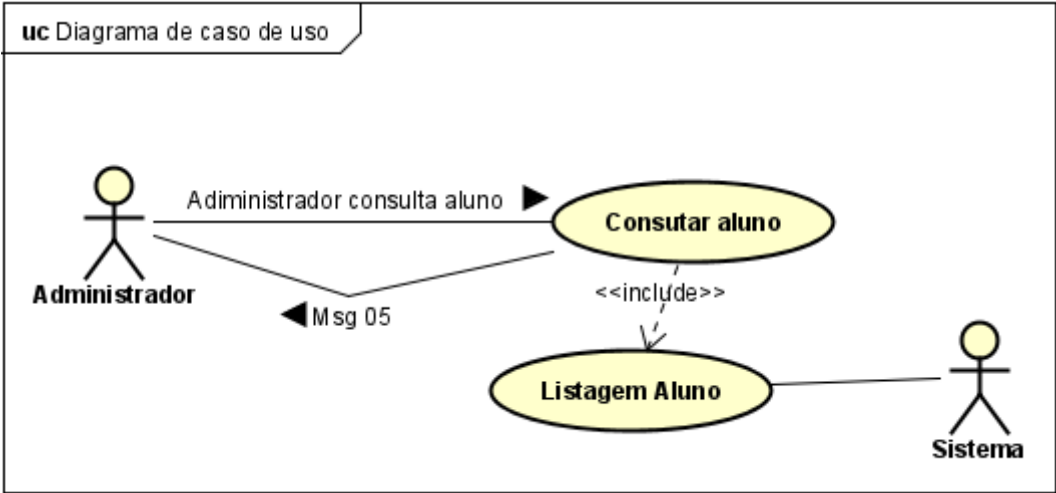 uc Diagrama de caso de uso
Adiministrador consulta aluno
Consutar aluno
Administrador
<<include>>
Msg 05
Listagem Aluno
Sistema